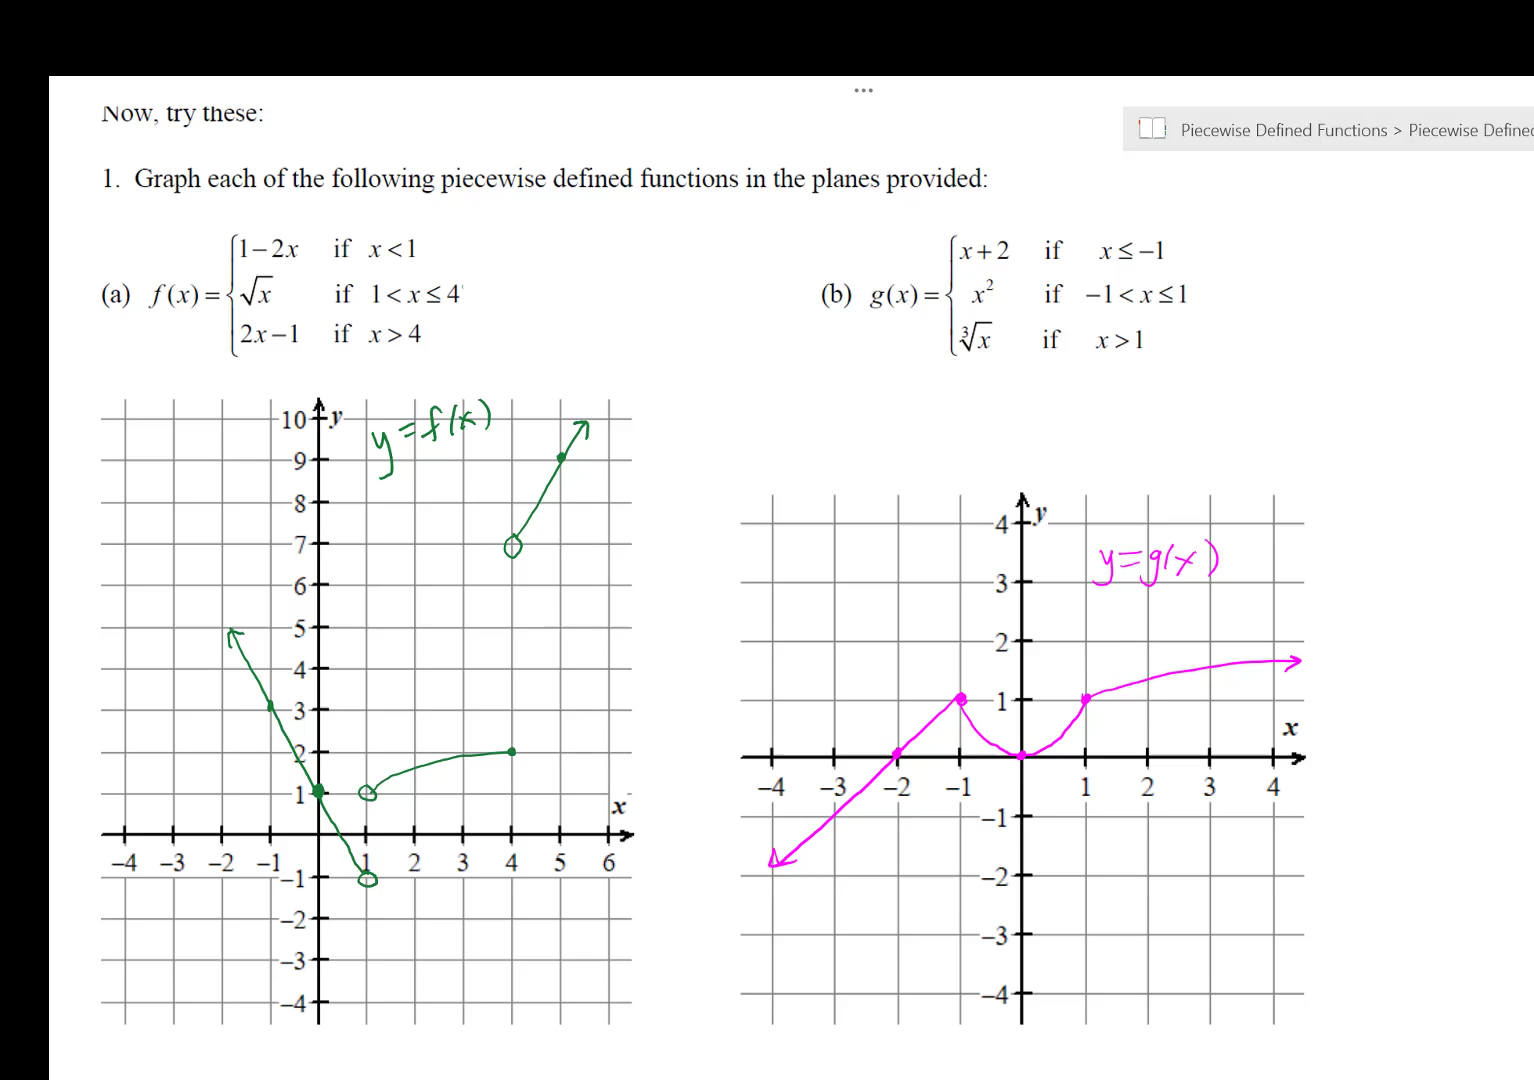 Now, try these:
Piecewise Defined Functions > Piecewise Defined
1. Graph each of the following piecewise defined functions in the planes provided:
(a) f(x) = { 1 − 2x if x < 1
√x if 1 < x ≤ 4
2x − 1 if x > 4
(b) g(x) = { x + 2 if x ≤ −1
x² if −1 < x ≤ 1
∛x if x > 1
y = f(x)
y
10
9
8
7
6
5
4
3
2
1
x
−4 −3 −2 −1 1 2 3 4 5 6
−1
−2
−3
−4
y = g(x)
y
4
3
2
1
x
−4 −3 −2 −1 1 2 3 4
−1
−2
−3
−4